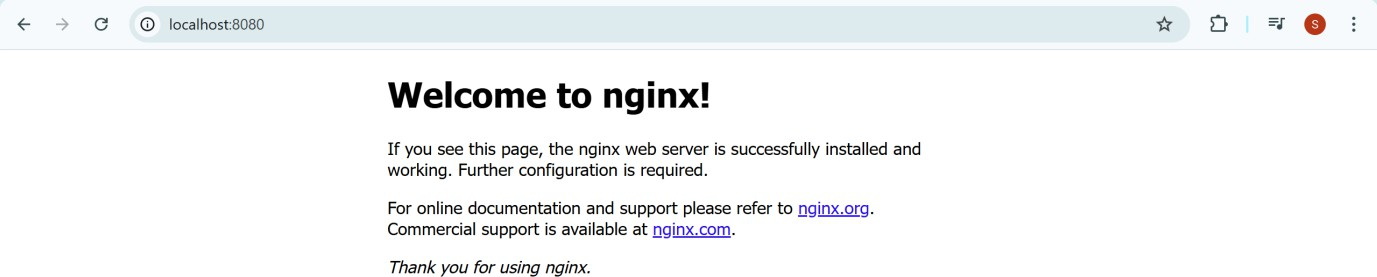 localhost:8080
S
Welcome to nginx!
If you see this page, the nginx web server is successfully installed and
working. Further configuration is required.
For online documentation and support please refer to nginx.org.
Commercial support is available at nginx.com.
Thank you for using nginx.